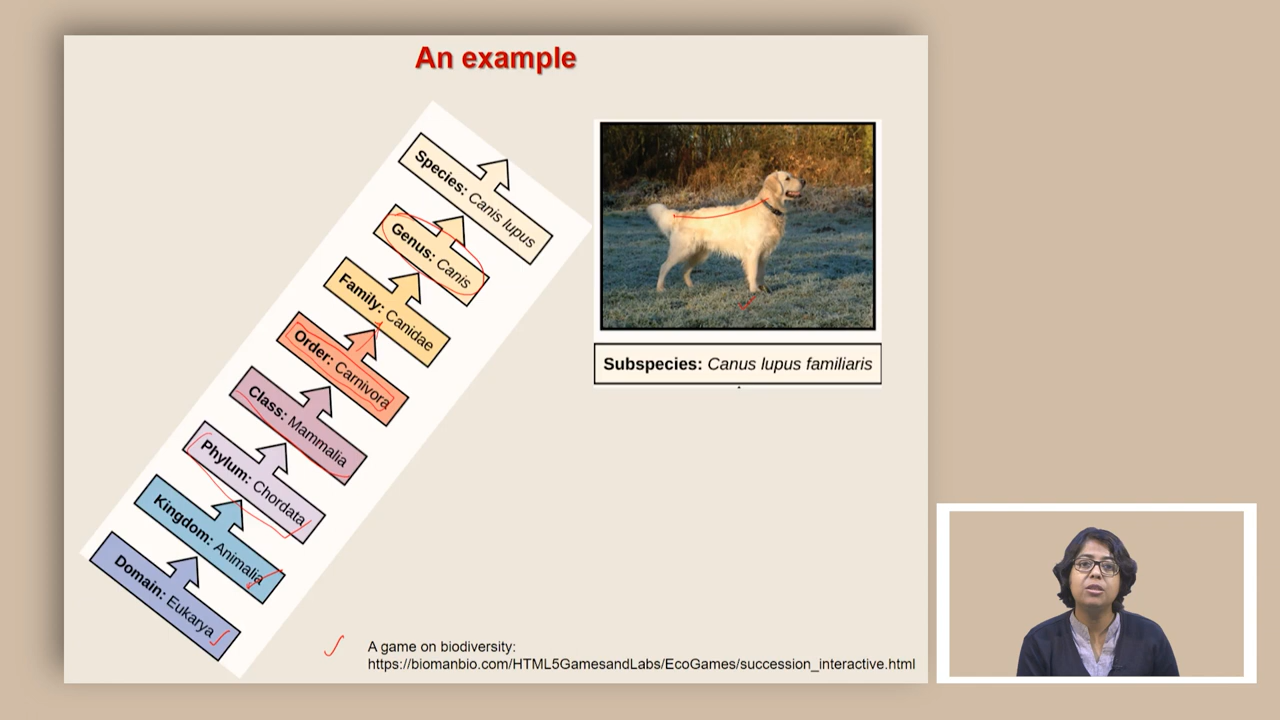 An example
Species: Canis lupus
Genus: Canis
Family: Canidae
Order: Carnivora
Class: Mammalia
Phylum: Chordata
Kingdom: Animalia
Domain: Eukarya
Subspecies: Canus lupus familiaris
A game on biodiversity:
https://biomanbio.com/HTML5GamesandLabs/EcoGames/succession_interactive.html